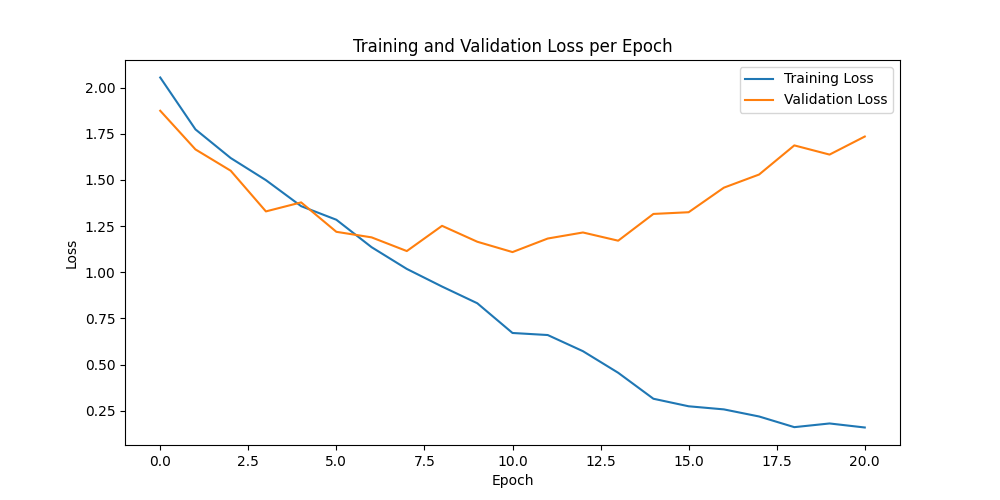 Training and Validation Loss per Epoch
Training Loss
Validation Loss
2.00
1.75
1.50
1.25
1.00
0.75
0.50
0.25
Loss
0.0 2.5 5.0 7.5 10.0 12.5 15.0 17.5 20.0
Epoch